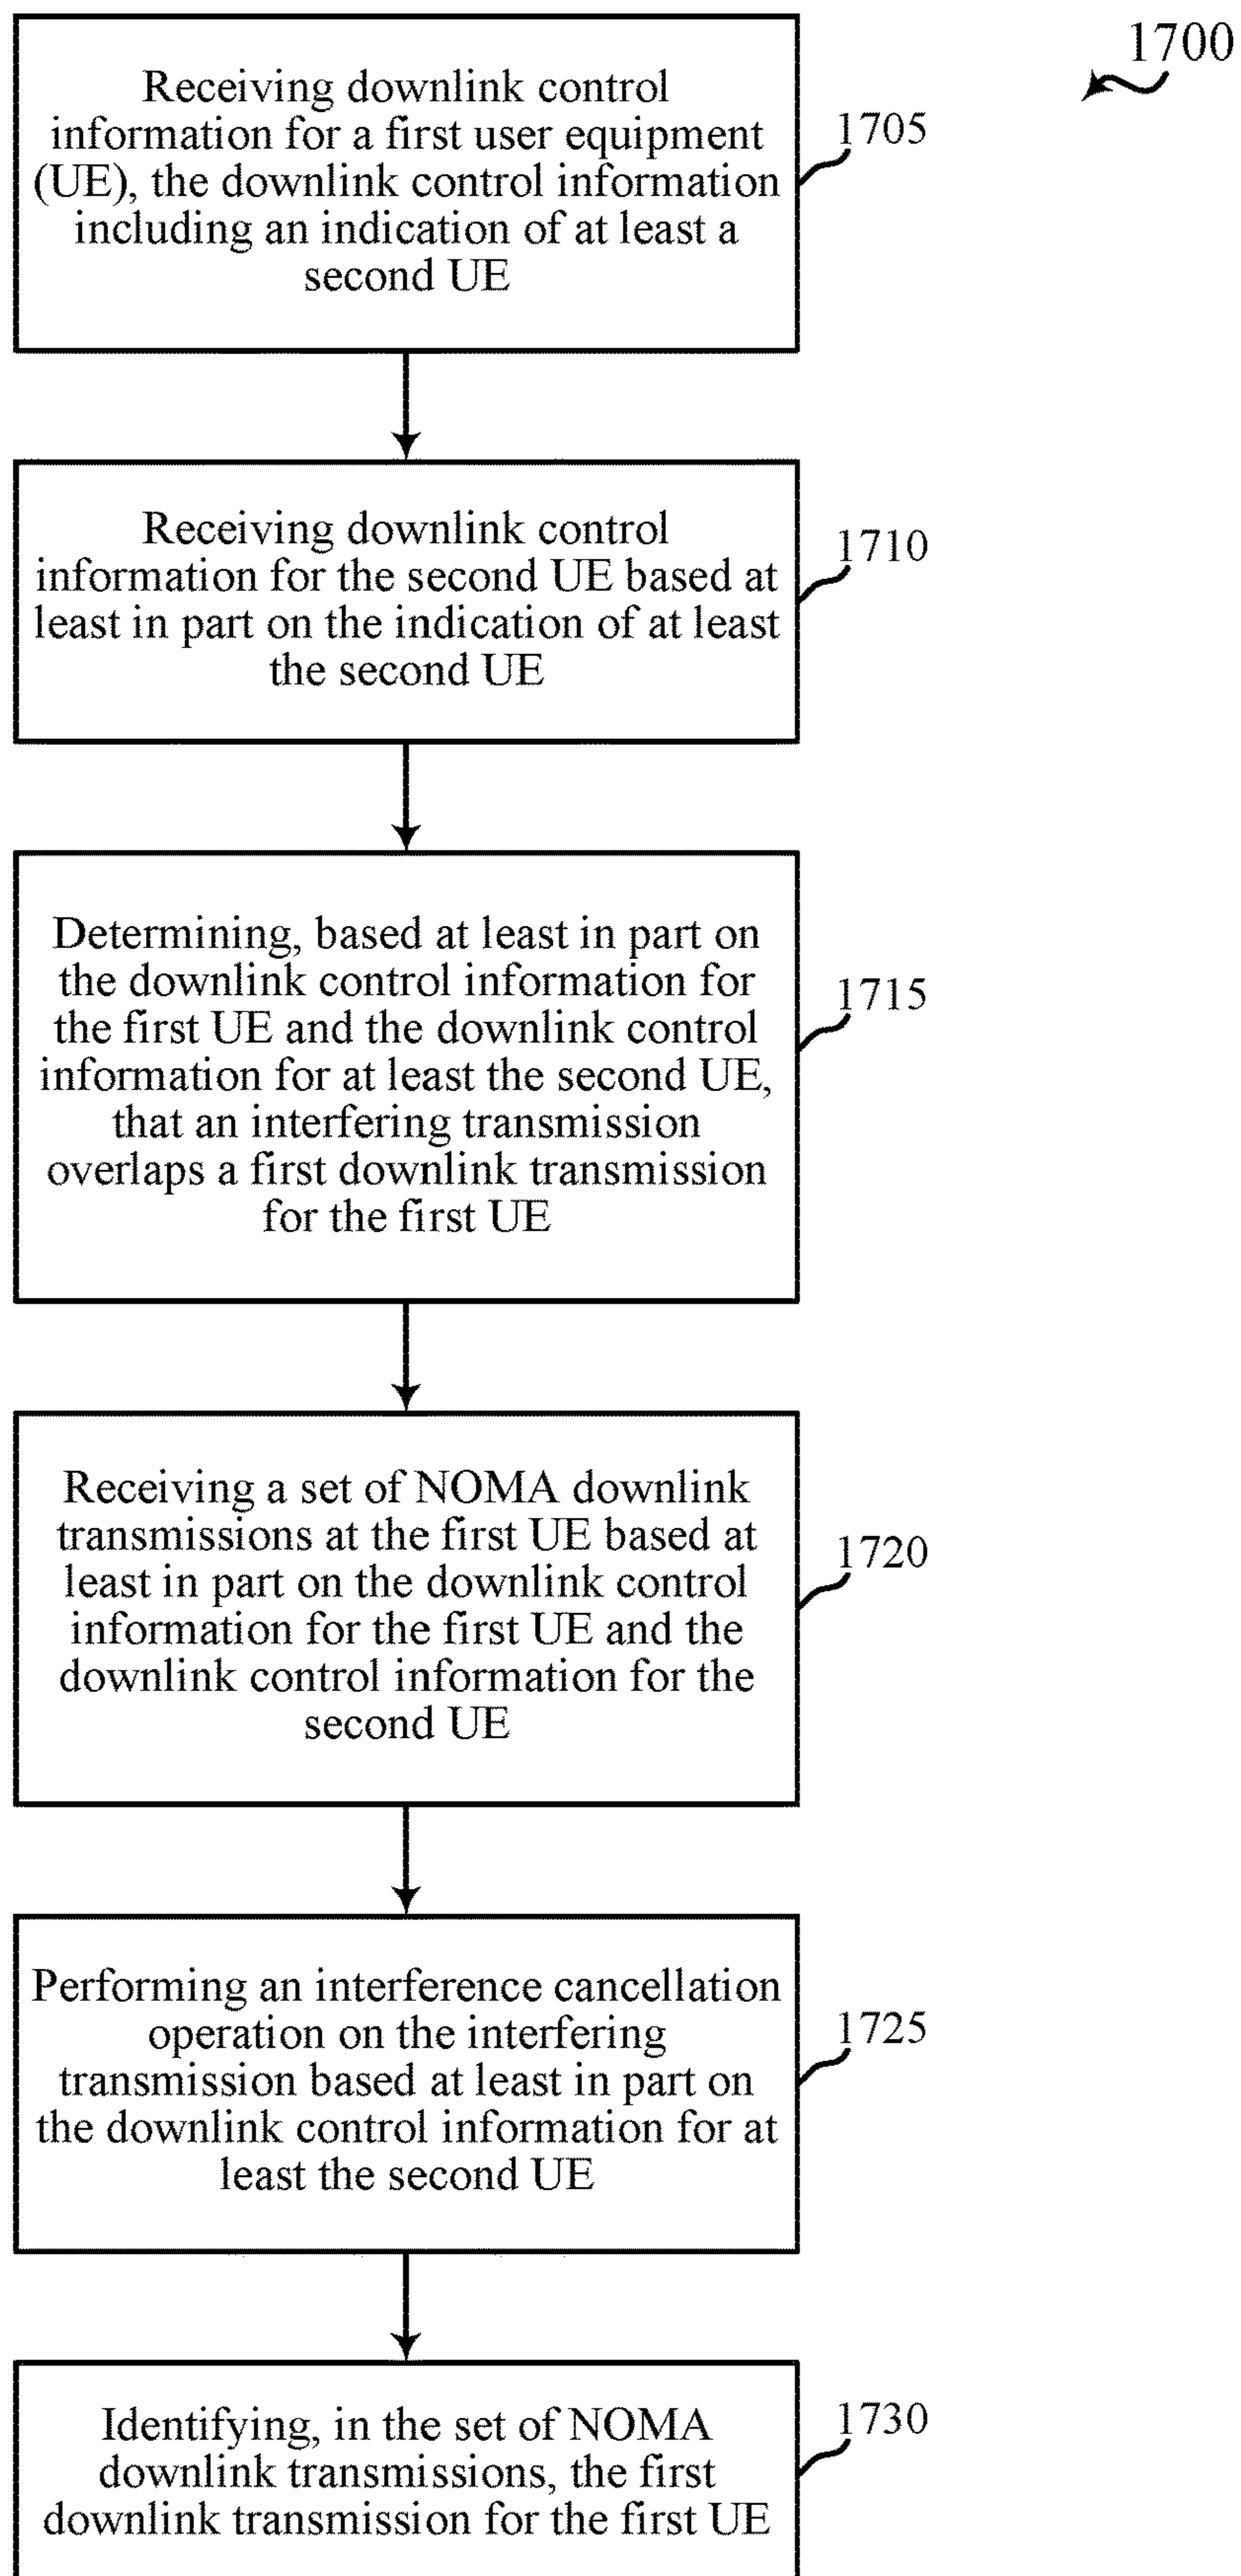 1700
Receiving downlink control
information for a first user equipment
(UE), the downlink control information
including an indication of at least a
second UE
1705
Receiving downlink control
information for the second UE based at
least in part on the indication of at least
the second UE
1710
Determining, based at least in part on
the downlink control information for
the first UE and the downlink control
information for at least the second UE,
that an interfering transmission
overlaps a first downlink transmission
for the first UE
1715
Receiving a set of NOMA downlink
transmissions at the first UE based at
least in part on the downlink control
information for the first UE and the
downlink control information for the
second UE
1720
Performing an interference cancellation
operation on the interfering
transmission based at least in part on
the downlink control information for at
least the second UE
1725
Identifying, in the set of NOMA
downlink transmissions, the first
downlink transmission for the first UE
1730